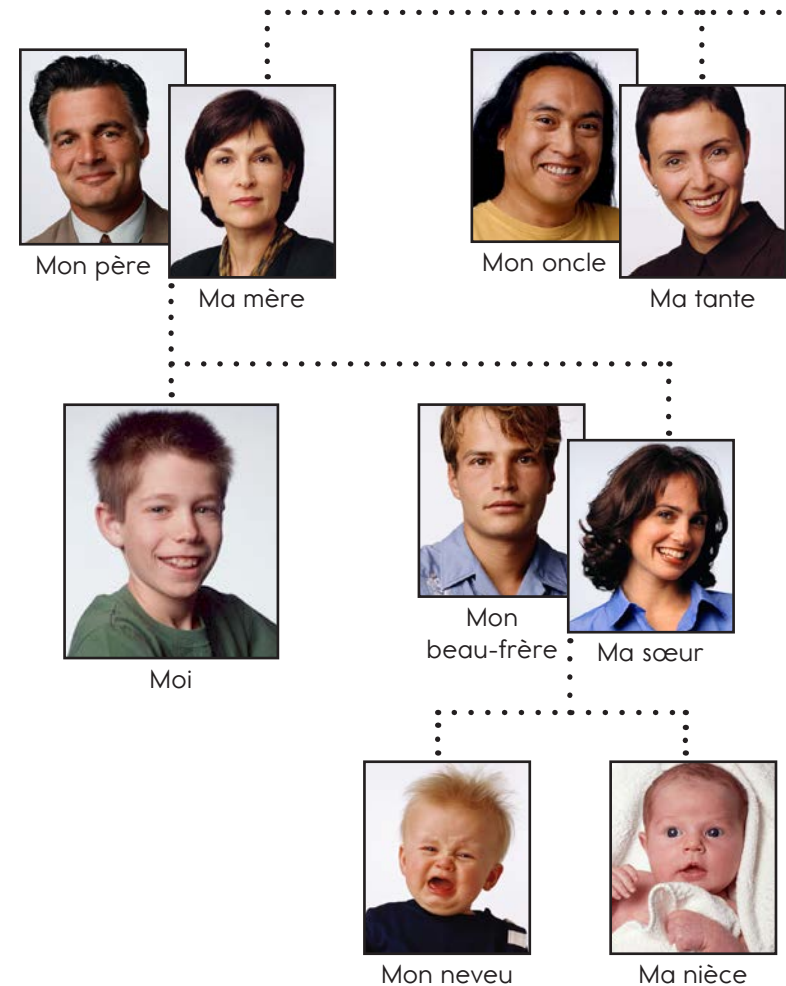 Mon père
Ma mère
Mon oncle
Ma tante
Moi
Mon
beau-frère
Ma sœur
Mon neveu
Ma nièce